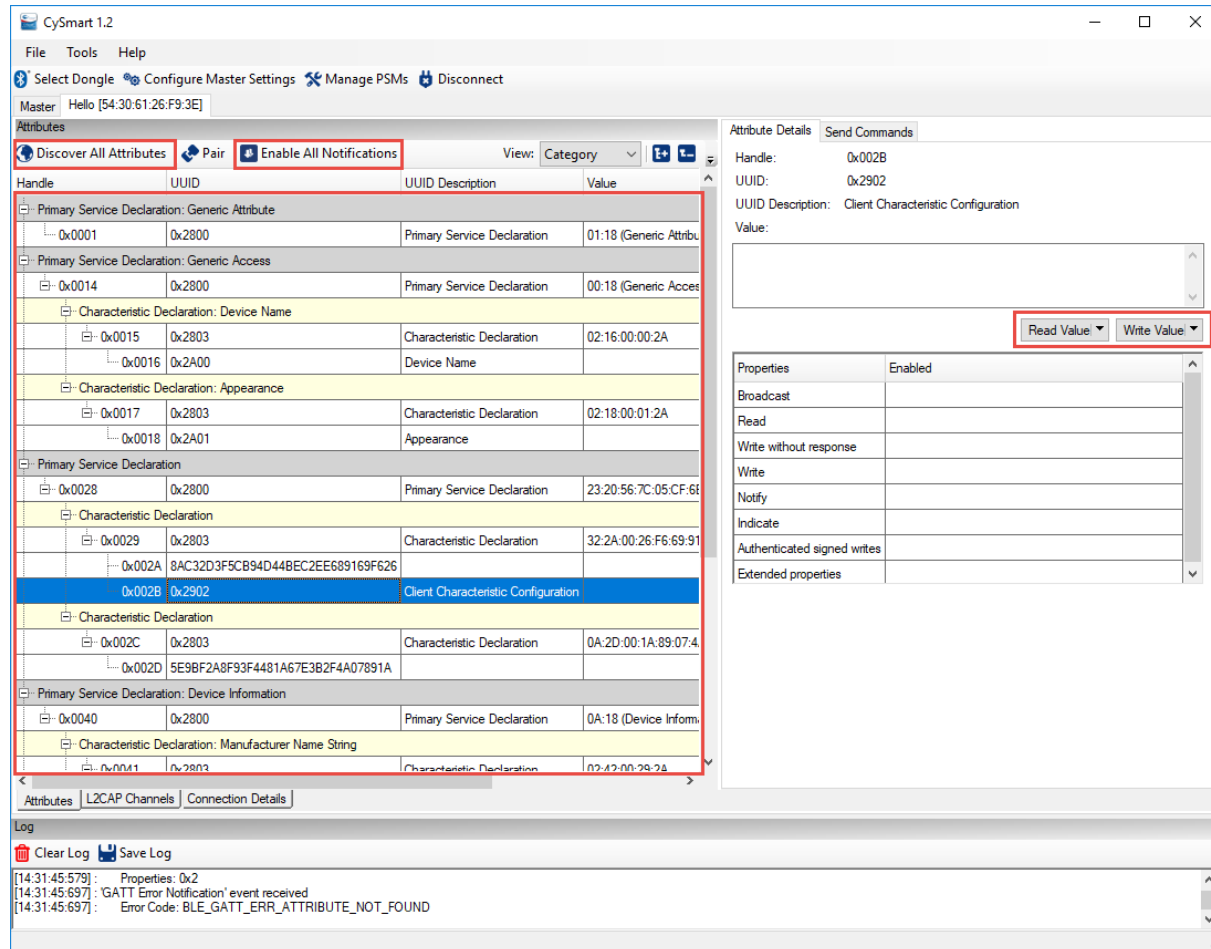 CySmart 1.2
File Tools Help
Select Dongle Configure Master Settings Manage PSMs Disconnect
Master Hello [54:30:61:26:F9:3E]
Attributes
Discover All Attributes Pair Enable All Notifications View: Category
Handle UUID UUID Description Value
Primary Service Declaration: Generic Attribute
0x0001 0x2800 Primary Service Declaration 01:18 (Generic Attribu
Primary Service Declaration: Generic Access
0x0014 0x2800 Primary Service Declaration 00:18 (Generic Acces
Characteristic Declaration: Device Name
0x0015 0x2803 Characteristic Declaration 02:16:00:00:2A
0x0016 0x2A00 Device Name
Characteristic Declaration: Appearance
0x0017 0x2803 Characteristic Declaration 02:18:00:01:2A
0x0018 0x2A01 Appearance
Primary Service Declaration
0x0028 0x2800 Primary Service Declaration 23:20:56:7C:05:CF:6E
Characteristic Declaration
0x0029 0x2803 Characteristic Declaration 32:2A:00:26:F6:69:91
0x002A 8AC32D3F5CB94D44BEC2EE689169F626
0x002B 0x2902 Client Characteristic Configuration
Characteristic Declaration
0x002C 0x2803 Characteristic Declaration 0A:2D:00:1A:89:07:4
0x002D 5E9BF2A8F93F4481A67E3B2F4A07891A
Primary Service Declaration: Device Information
0x0040 0x2800 Primary Service Declaration 0A:18 (Device Inform
Characteristic Declaration: Manufacturer Name String
0x0041 0x2803 Characteristic Declaration 02:42:00:29:2A
Attributes L2CAP Channels Connection Details
Attribute Details Send Commands
Handle: 0x002B
UUID: 0x2902
UUID Description: Client Characteristic Configuration
Value:
Read Value Write Value
Properties Enabled
Broadcast
Read
Write without response
Write
Notify
Indicate
Authenticated signed writes
Extended properties
Log
Clear Log Save Log
[14:31:45:579] : Properties: 0x2
[14:31:45:697] : 'GATT Error Notification' event received
[14:31:45:697] : Error Code: BLE_GATT_ERR_ATTRIBUTE_NOT_FOUND